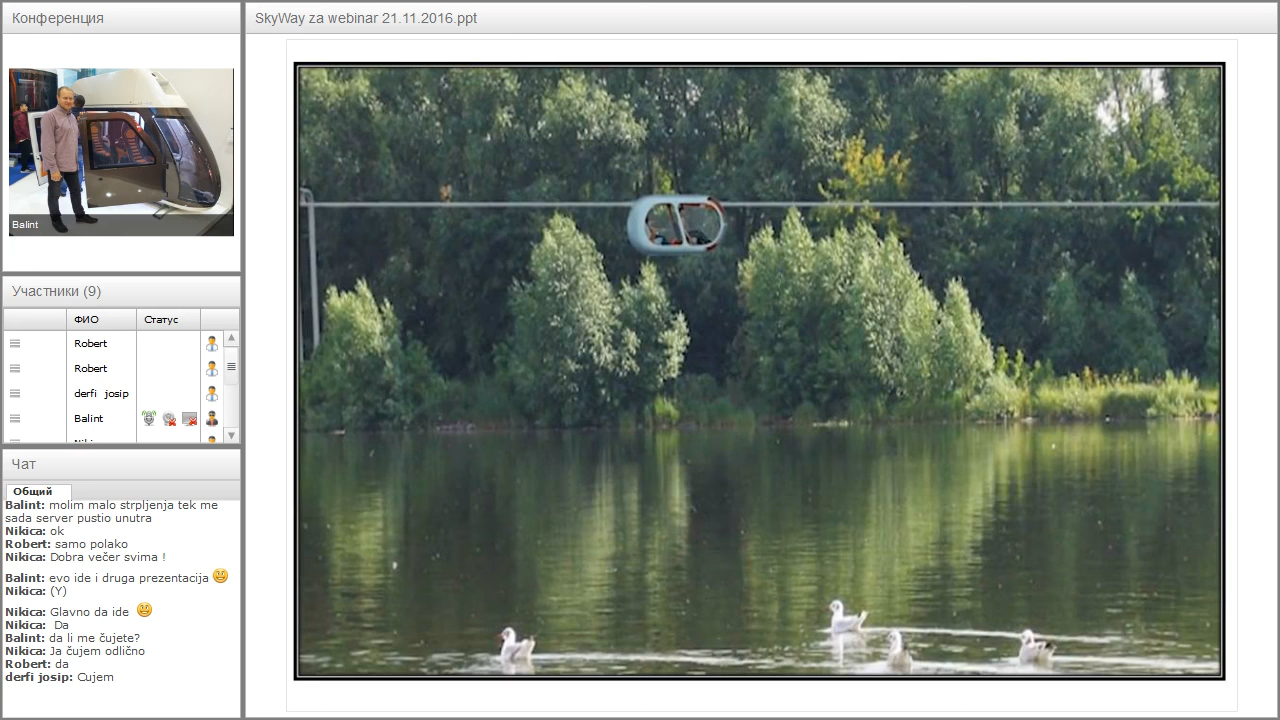 Конференция
Balint
Участники (9)
ФИО Статус
Robert
Robert
derfi josip
Balint
Чат
Общий
Balint: molim malo strpljenja tek me
sada server pustio unutra
Nikica: ok
Robert: samo polako
Nikica: Dobra večer svima !
Balint: evo ide i druga prezentacija
Nikica: (Y)
Nikica: Glavno da ide
Nikica: Da
Balint: da li me čujete?
Nikica: Ja čujem odlično
Robert: da
derfi josip: Cujem
SkyWay za webinar 21.11.2016.ppt